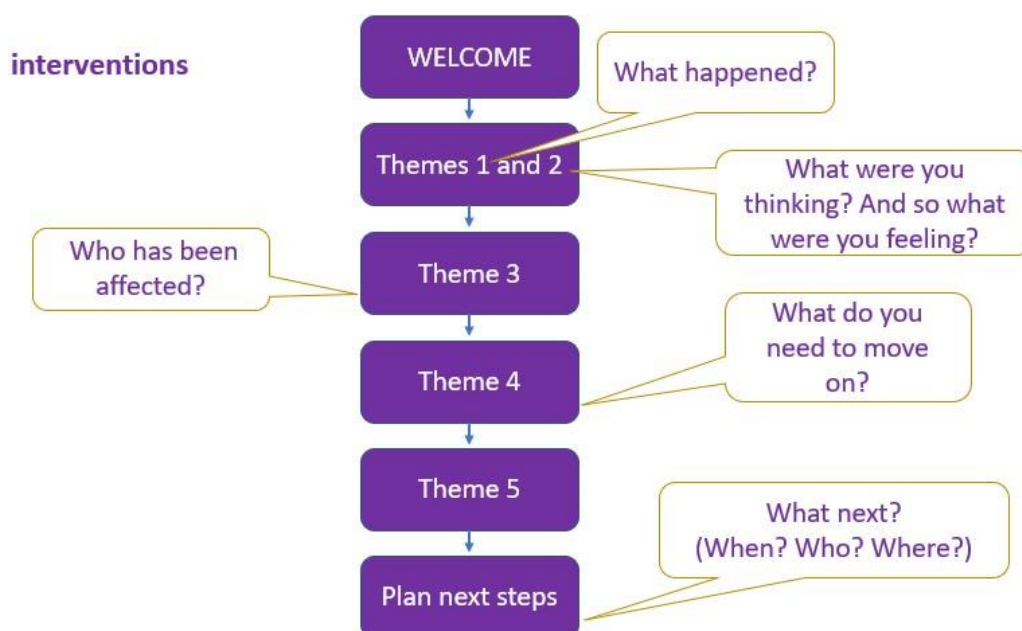 interventions
WELCOME
What happened?
Themes 1 and 2
What were you
thinking? And so what
were you feeling?
Who has been
affected?
Theme 3
What do you
need to move
on?
Theme 4
Theme 5
What next?
(When? Who? Where?)
Plan next steps